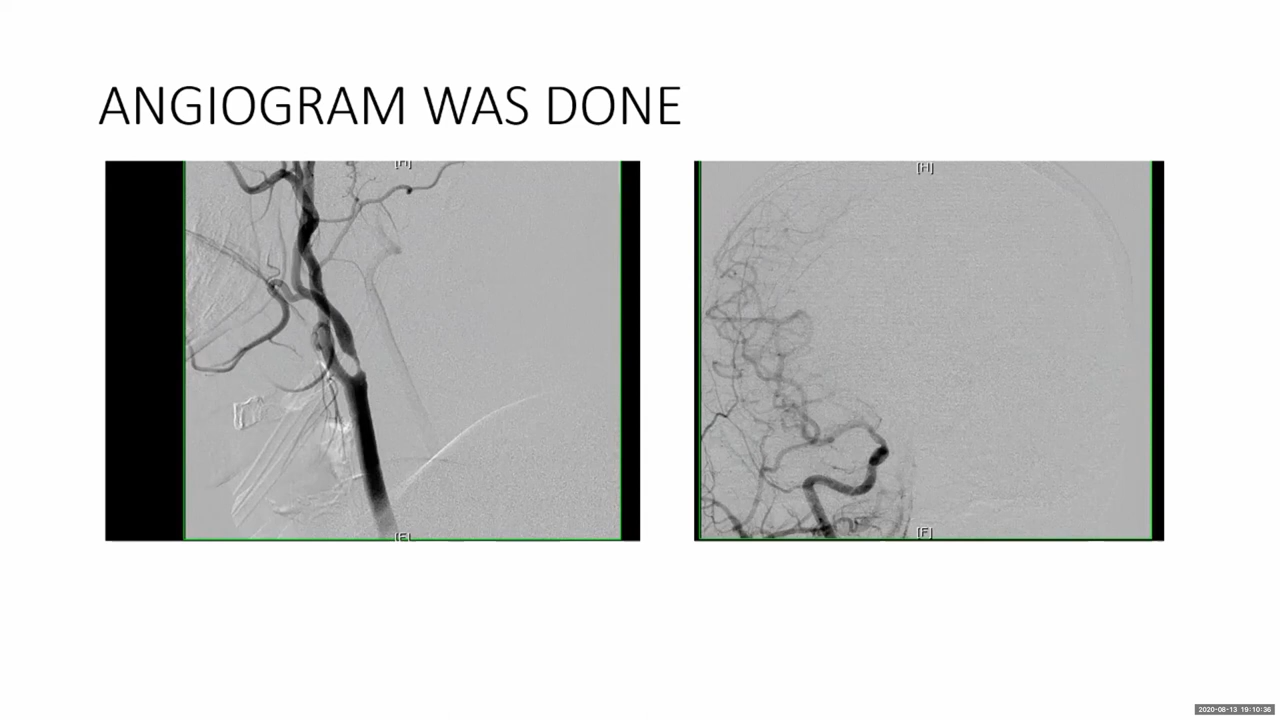 ANGIOGRAM WAS DONE
[H]
[H]
[F]
[F]
2020-08-13 19:10:36